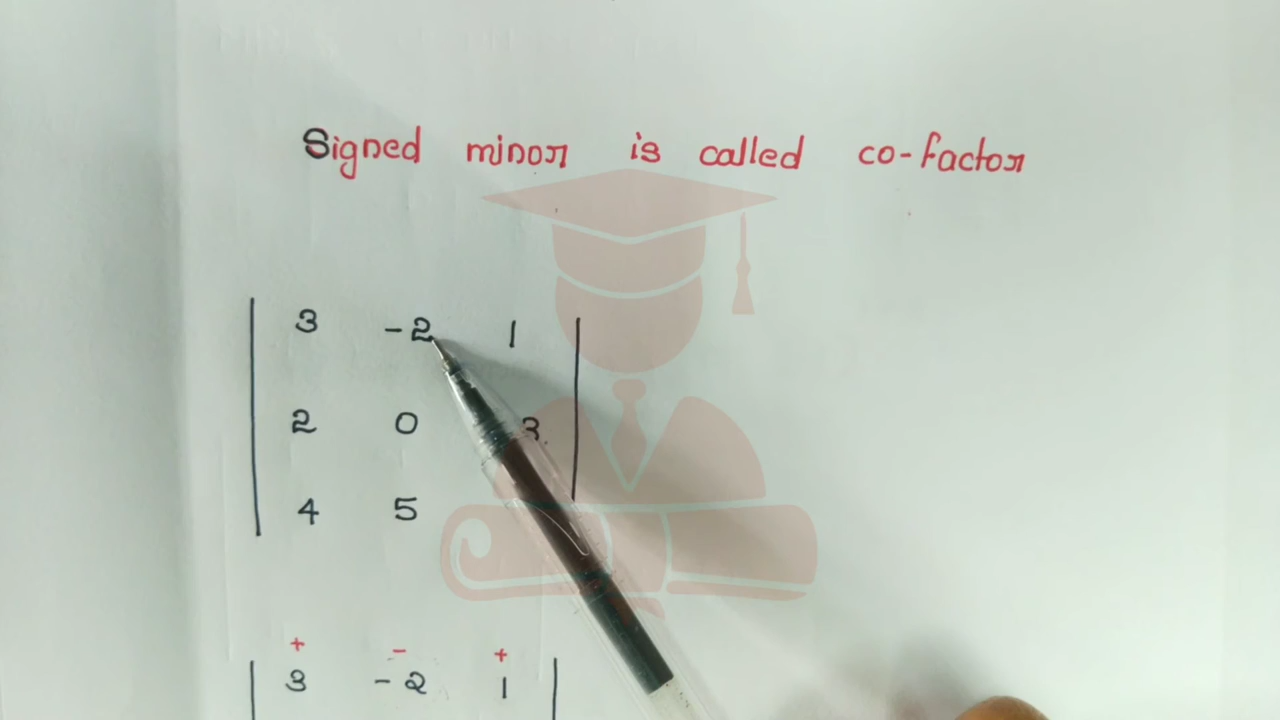 Signed minor is called co-factor
3 -2 1
2 0 3
4 5
+ - +
3 -2 1